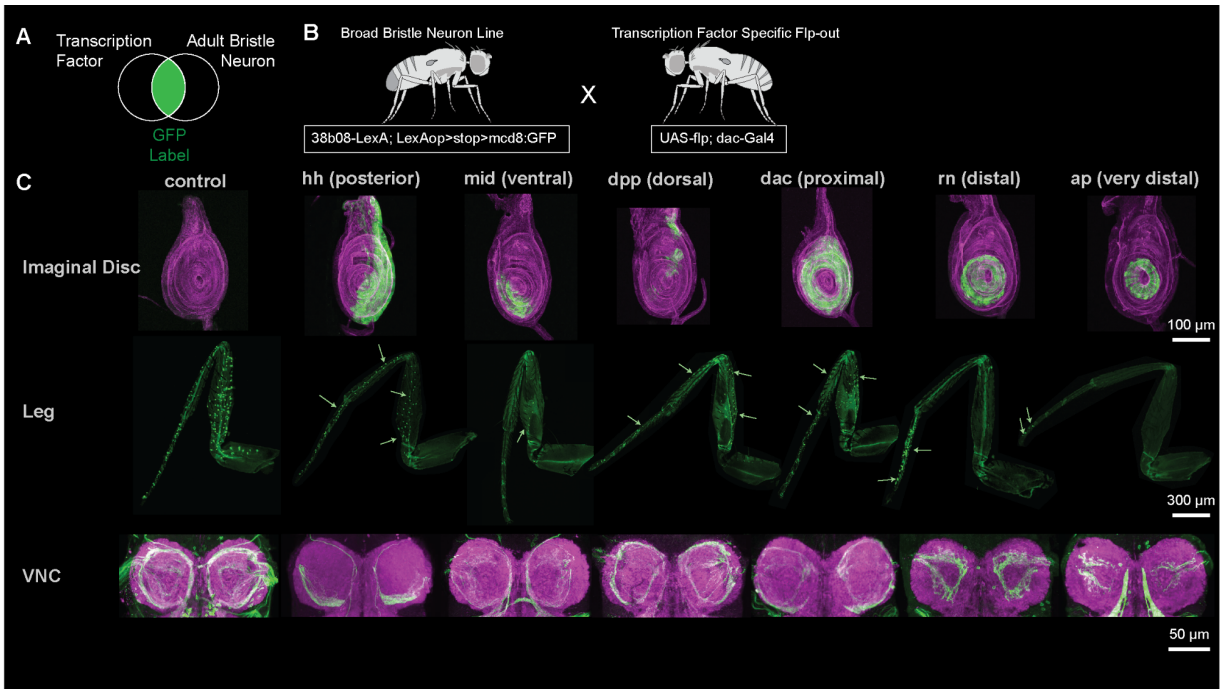 A
Transcription
Factor
Adult Bristle
Neuron
GFP
Label
B
Broad Bristle Neuron Line
Transcription Factor Specific Flp-out
X
38b08-LexA; LexAop>stop>mcd8:GFP
UAS-flp; dac-Gal4
C
control
hh (posterior)
mid (ventral)
dpp (dorsal)
dac (proximal)
rn (distal)
ap (very distal)
Imaginal Disc
100 µm
Leg
300 µm
VNC
50 µm